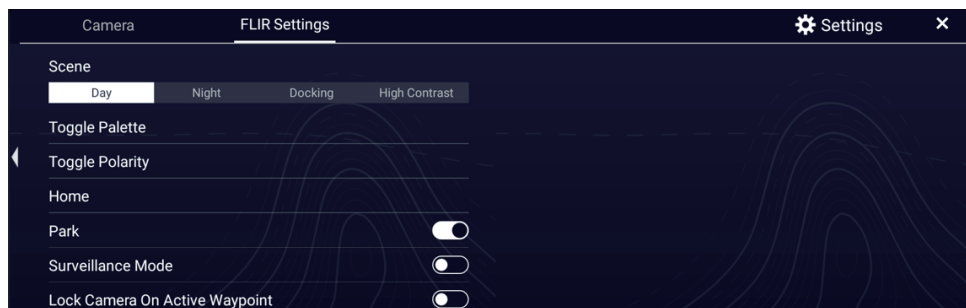 Camera FLIR Settings Settings ×
Scene
Day Night Docking High Contrast
Toggle Palette
Toggle Polarity
Home
Park
Surveillance Mode
Lock Camera On Active Waypoint